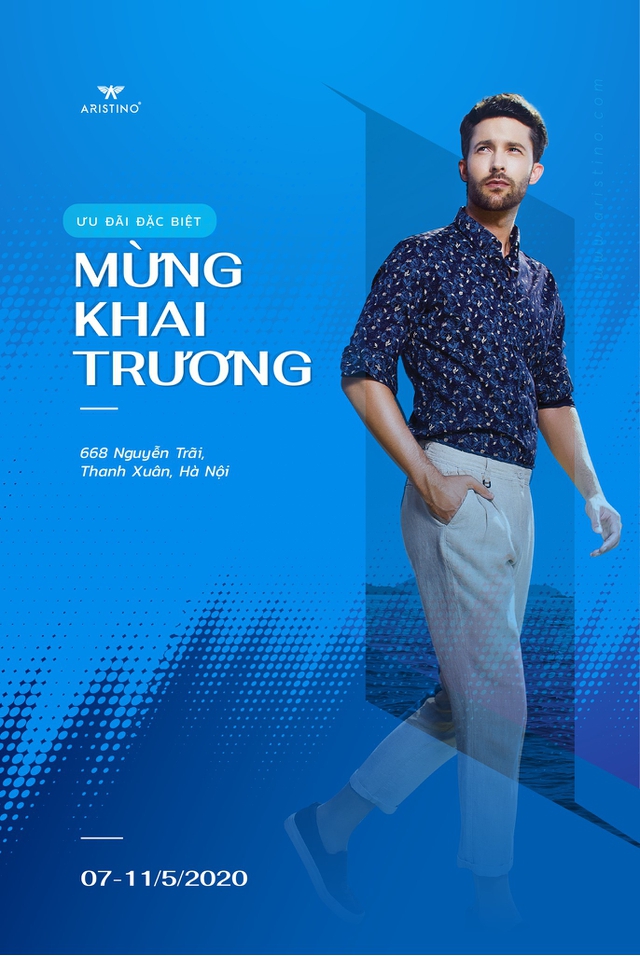 ARISTINO
ƯU ĐÃI ĐẶC BIỆT
MỪNG
KHAI
TRƯƠNG
668 Nguyễn Trãi,
Thanh Xuân, Hà Nội
07-11/5/2020